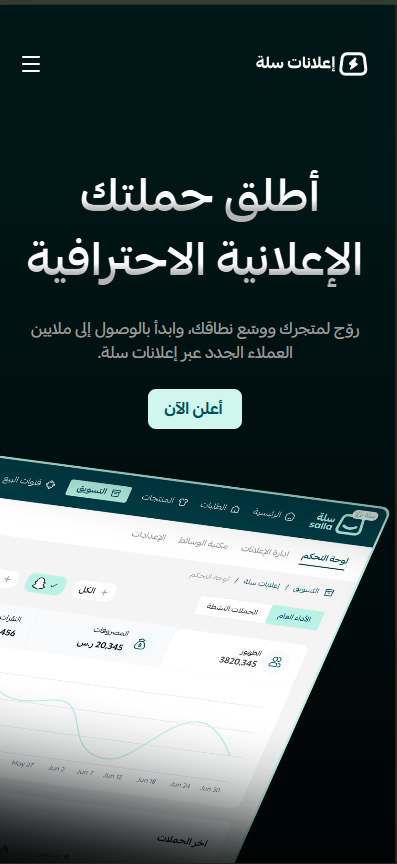 إعلانات سلة
أطلق حملتك
الإعلانية الاحترافية
روّج لمتجرك ووسّع نطاقك، وابدأ بالوصول إلى ملايين
العملاء الجدد عبر إعلانات سلة.
أعلن الآن
سلة
salla
الرئيسية
الطلبات
المنتجات
التسويق
قنوات البيع
لوحة التحكم
إدارة الإعلانات
مكتبة الوسائط
الإعدادات
التسويق / إعلانات سلة / لوحة التحكم
الأداء العام
الحملات النشطة
الكل
الظهور
3820,345
المصروفات
20,345 ر.س
النقرات
456
May 27
Jun 2
Jun 7
Jun 13
Jun 18
Jun 24
Jun 30
اخر الحملات